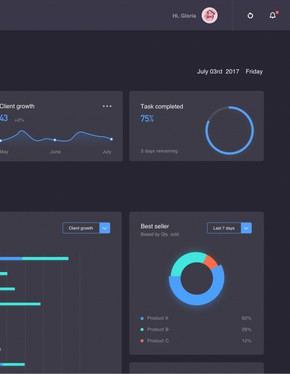 Hi, Gloria
July 03rd 2017 Friday
Client growth
43 +2%
May June July
Task completed
75%
3 days remaining
Client growth
Best seller
Based by Qty. sold
Last 7 days
Product A 62%
Product B 26%
Product C 12%